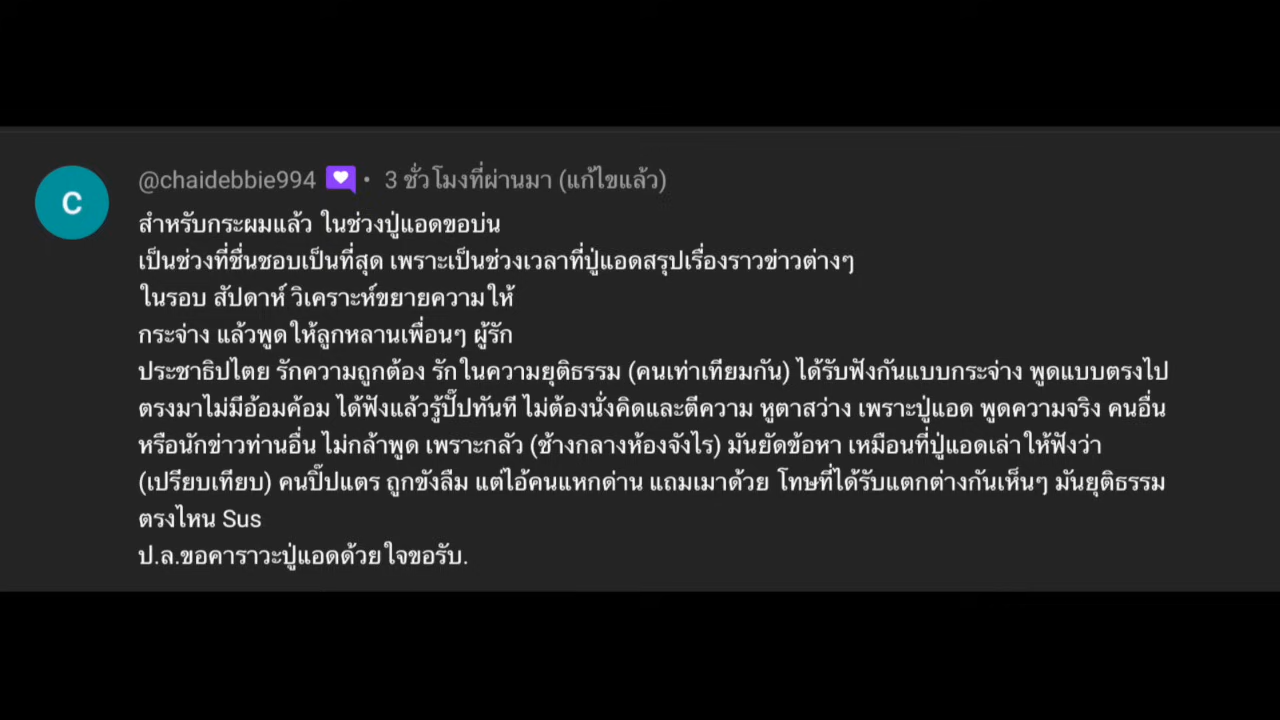 C
@chaidebbie994 • 3 ชั่วโมงที่ผ่านมา (แก้ไขแล้ว)
สำหรับกระผมแล้ว ในช่วงปู่แอดขอบ่น
เป็นช่วงที่ชื่นชอบเป็นที่สุด เพราะเป็นช่วงเวลาที่ปู่แอดสรุปเรื่องราวข่าวต่างๆ
ในรอบ สัปดาห์ วิเคราะห์ขยายความให้
กระจ่าง แล้วพูดให้ลูกหลานเพื่อนๆ ผู้รัก
ประชาธิปไตย รักความถูกต้อง รักในความยุติธรรม (คนเท่าเทียมกัน) ได้รับฟังกันแบบกระจ่าง พูดแบบตรงไป
ตรงมาไม่มีอ้อมค้อม ได้ฟังแล้วรู้ปั๊ปทันที ไม่ต้องนั่งคิดและตีความ หูตาสว่าง เพราะปู่แอด พูดความจริง คนอื่น
หรือนักข่าวท่านอื่น ไม่กล้าพูด เพราะกลัว (ช้างกลางห้องจังไร) มันยัดข้อหา เหมือนที่ปู่แอดเล่าให้ฟังว่า
(เปรียบเทียบ) คนปี๊ปแตร ถูกขังลืม แต่ไอ้คนแหกด่าน แถมเมาด้วย โทษที่ได้รับแตกต่างกันเห็นๆ มันยุติธรรม
ตรงไหน Sus
ป.ล.ขอคาราวะปู่แอดด้วยใจขอรับ.